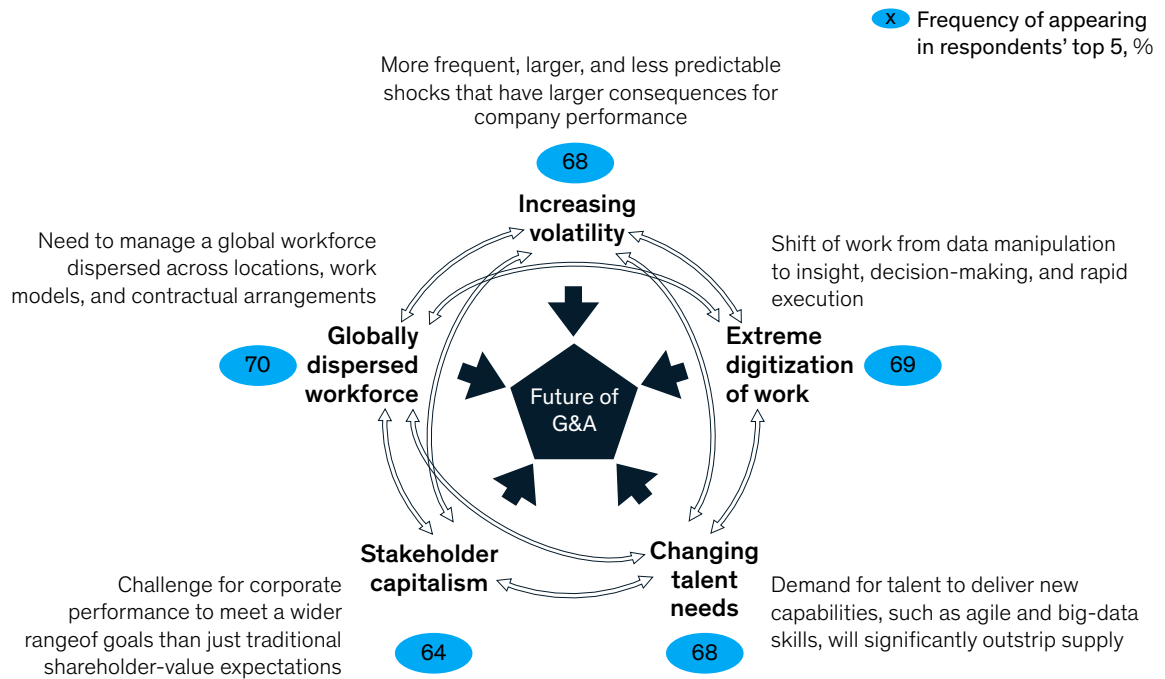 X Frequency of appearing
in respondents' top 5, %
More frequent, larger, and less predictable
shocks that have larger consequences for
company performance
68
Increasing
volatility
Need to manage a global workforce
dispersed across locations, work
models, and contractual arrangements
Shift of work from data manipulation
to insight, decision-making, and rapid
execution
70
Globally
dispersed
workforce
Extreme
digitization
of work
69
Future of
G&A
Stakeholder
capitalism
Challenge for corporate
performance to meet a wider
rangeof goals than just traditional
shareholder-value expectations
64
Changing
talent
needs
68
Demand for talent to deliver new
capabilities, such as agile and big-data
skills, will significantly outstrip supply